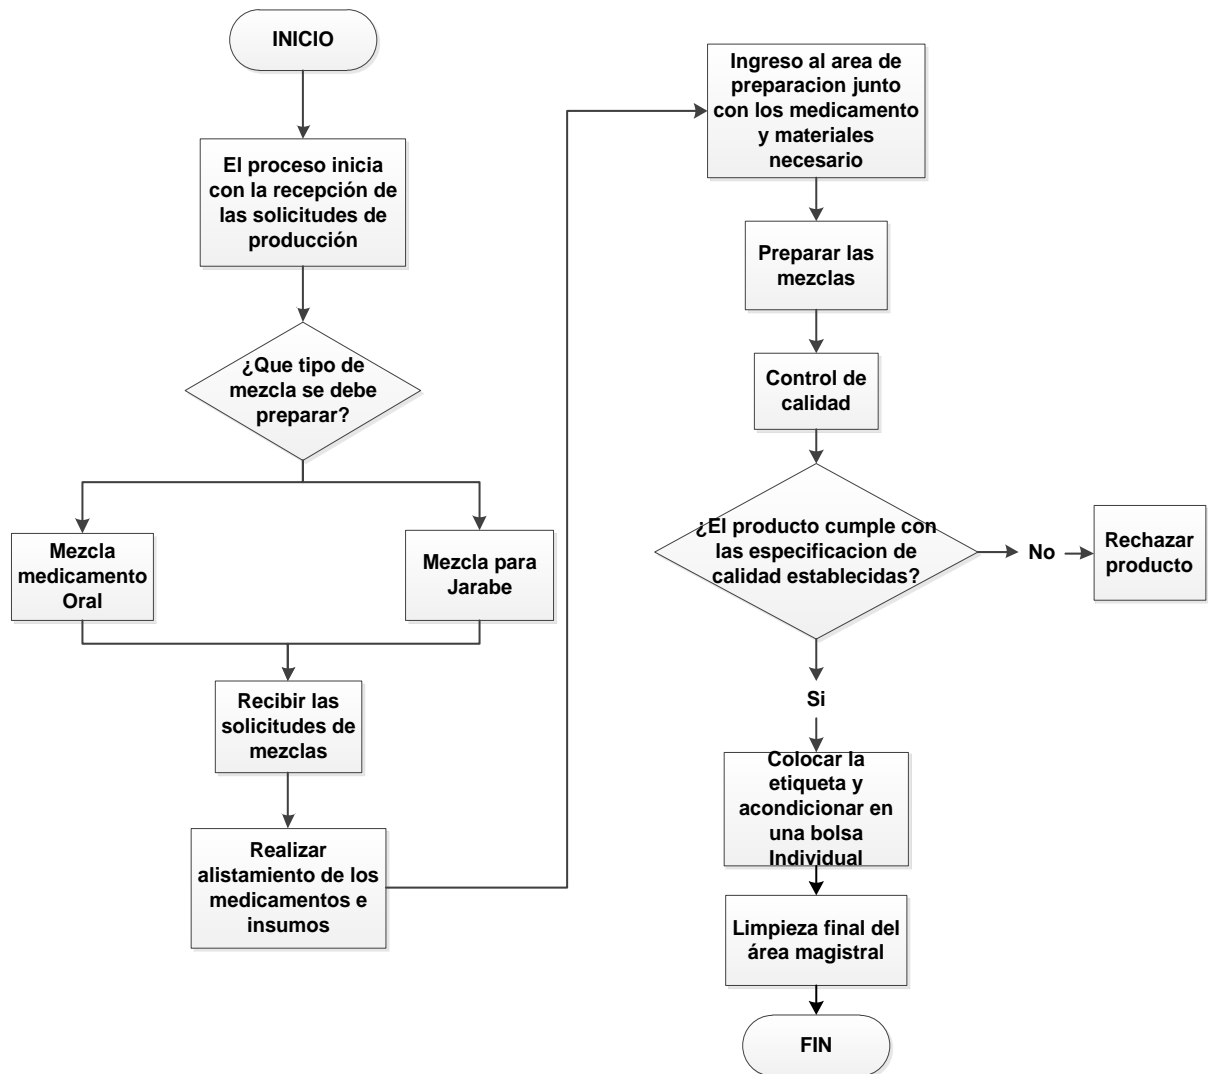 INICIO
El proceso inicia
con la recepción de
las solicitudes de
producción
¿Que tipo de
mezcla se debe
preparar?
Mezcla
medicamento
Oral
Mezcla para
Jarabe
Recibir las
solicitudes de
mezclas
Realizar
alistamiento de los
medicamentos e
insumos
Ingreso al area de
preparacion junto
con los medicamento
y materiales
necesario
Preparar las
mezclas
Control de
calidad
¿El producto cumple con
las especificacion de
calidad establecidas?
No
Rechazar
producto
Si
Colocar la
etiqueta y
acondicionar en
una bolsa
Individual
Limpieza final del
área magistral
FIN